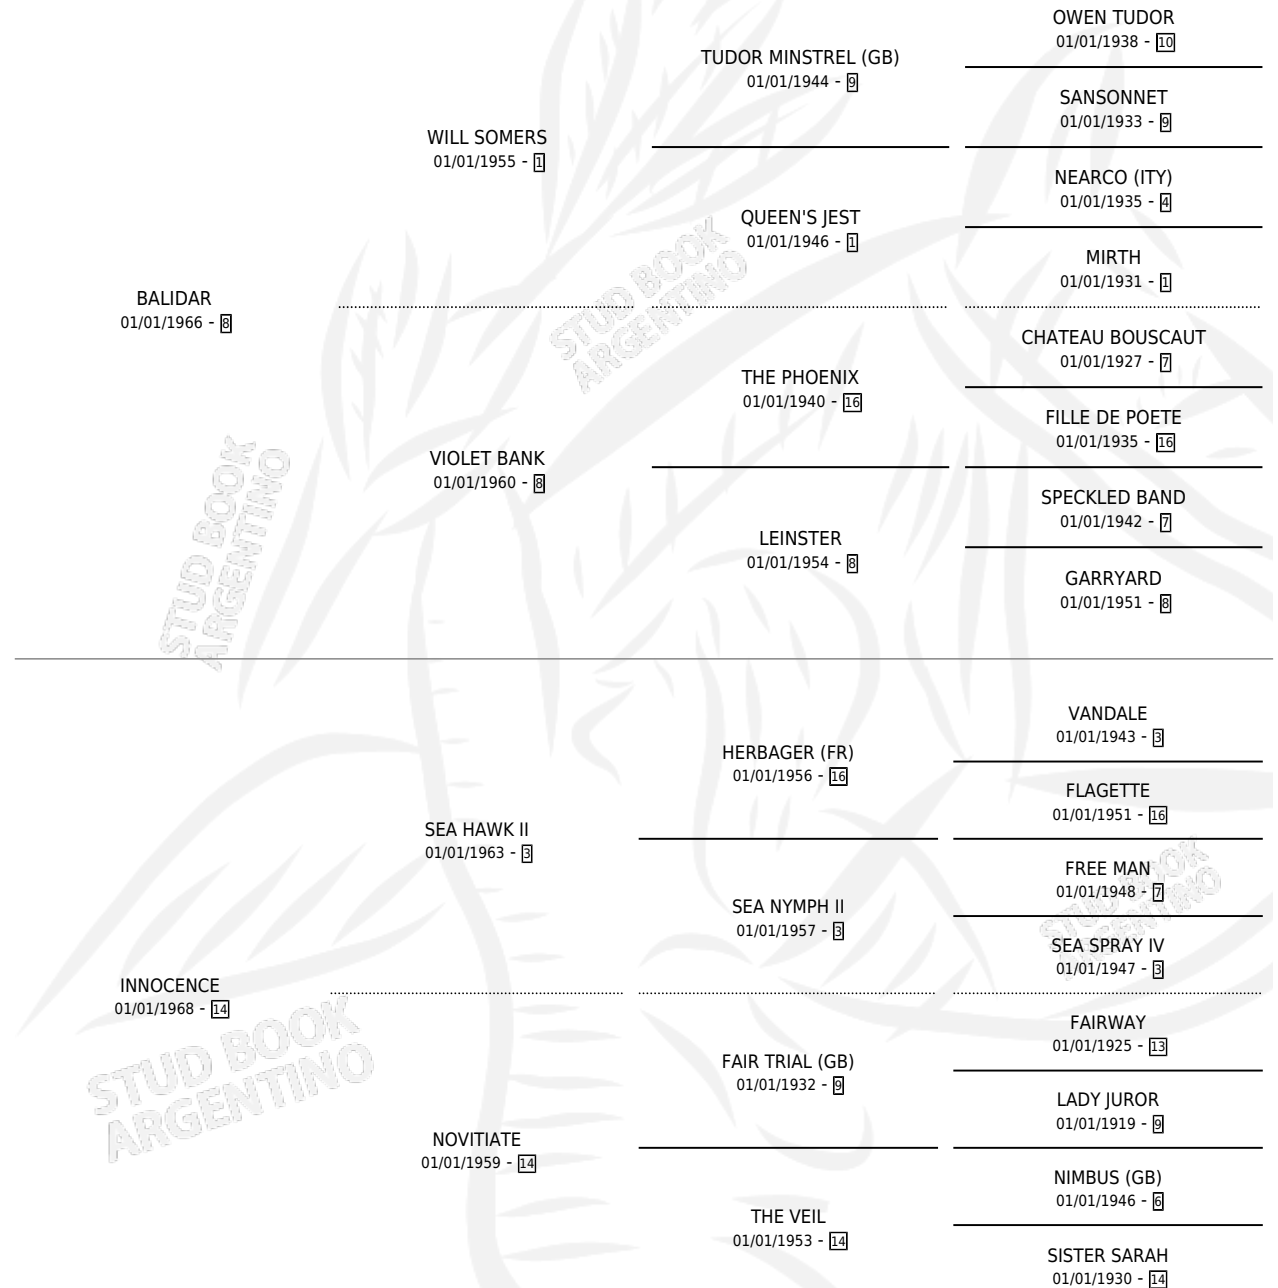 OWEN TUDOR
01/01/1938 - 10
TUDOR MINSTREL (GB)
01/01/1944 - 9
SANSONNET
01/01/1933 - 9
WILL SOMERS
01/01/1955 - 1
NEARCO (ITY)
01/01/1935 - 4
QUEEN'S JEST
01/01/1946 - 1
MIRTH
01/01/1931 - 1
BALIDAR
01/01/1966 - 8
CHATEAU BOUSCAUT
01/01/1927 - 7
THE PHOENIX
01/01/1940 - 16
FILLE DE POETE
01/01/1935 - 16
VIOLET BANK
01/01/1960 - 8
SPECKLED BAND
01/01/1942 - 7
LEINSTER
01/01/1954 - 8
GARRYARD
01/01/1951 - 8
STUD BOOK
ARGENTINO
STUD BOOK
ARGENTINO
VANDALE
01/01/1943 - 3
HERBAGER (FR)
01/01/1956 - 16
FLAGETTE
01/01/1951 - 16
SEA HAWK II
01/01/1963 - 3
FREE MAN
01/01/1948 - 7
SEA NYMPH II
01/01/1957 - 3
SEA SPRAY IV
01/01/1947 - 3
STUD BOOK
ARGENTINO
INNOCENCE
01/01/1968 - 14
FAIRWAY
01/01/1925 - 13
FAIR TRIAL (GB)
01/01/1932 - 9
LADY JUROR
01/01/1919 - 9
NOVITIATE
01/01/1959 - 14
NIMBUS (GB)
01/01/1946 - 6
THE VEIL
01/01/1953 - 14
SISTER SARAH
01/01/1930 - 14
STUD BOOK
ARGENTINO